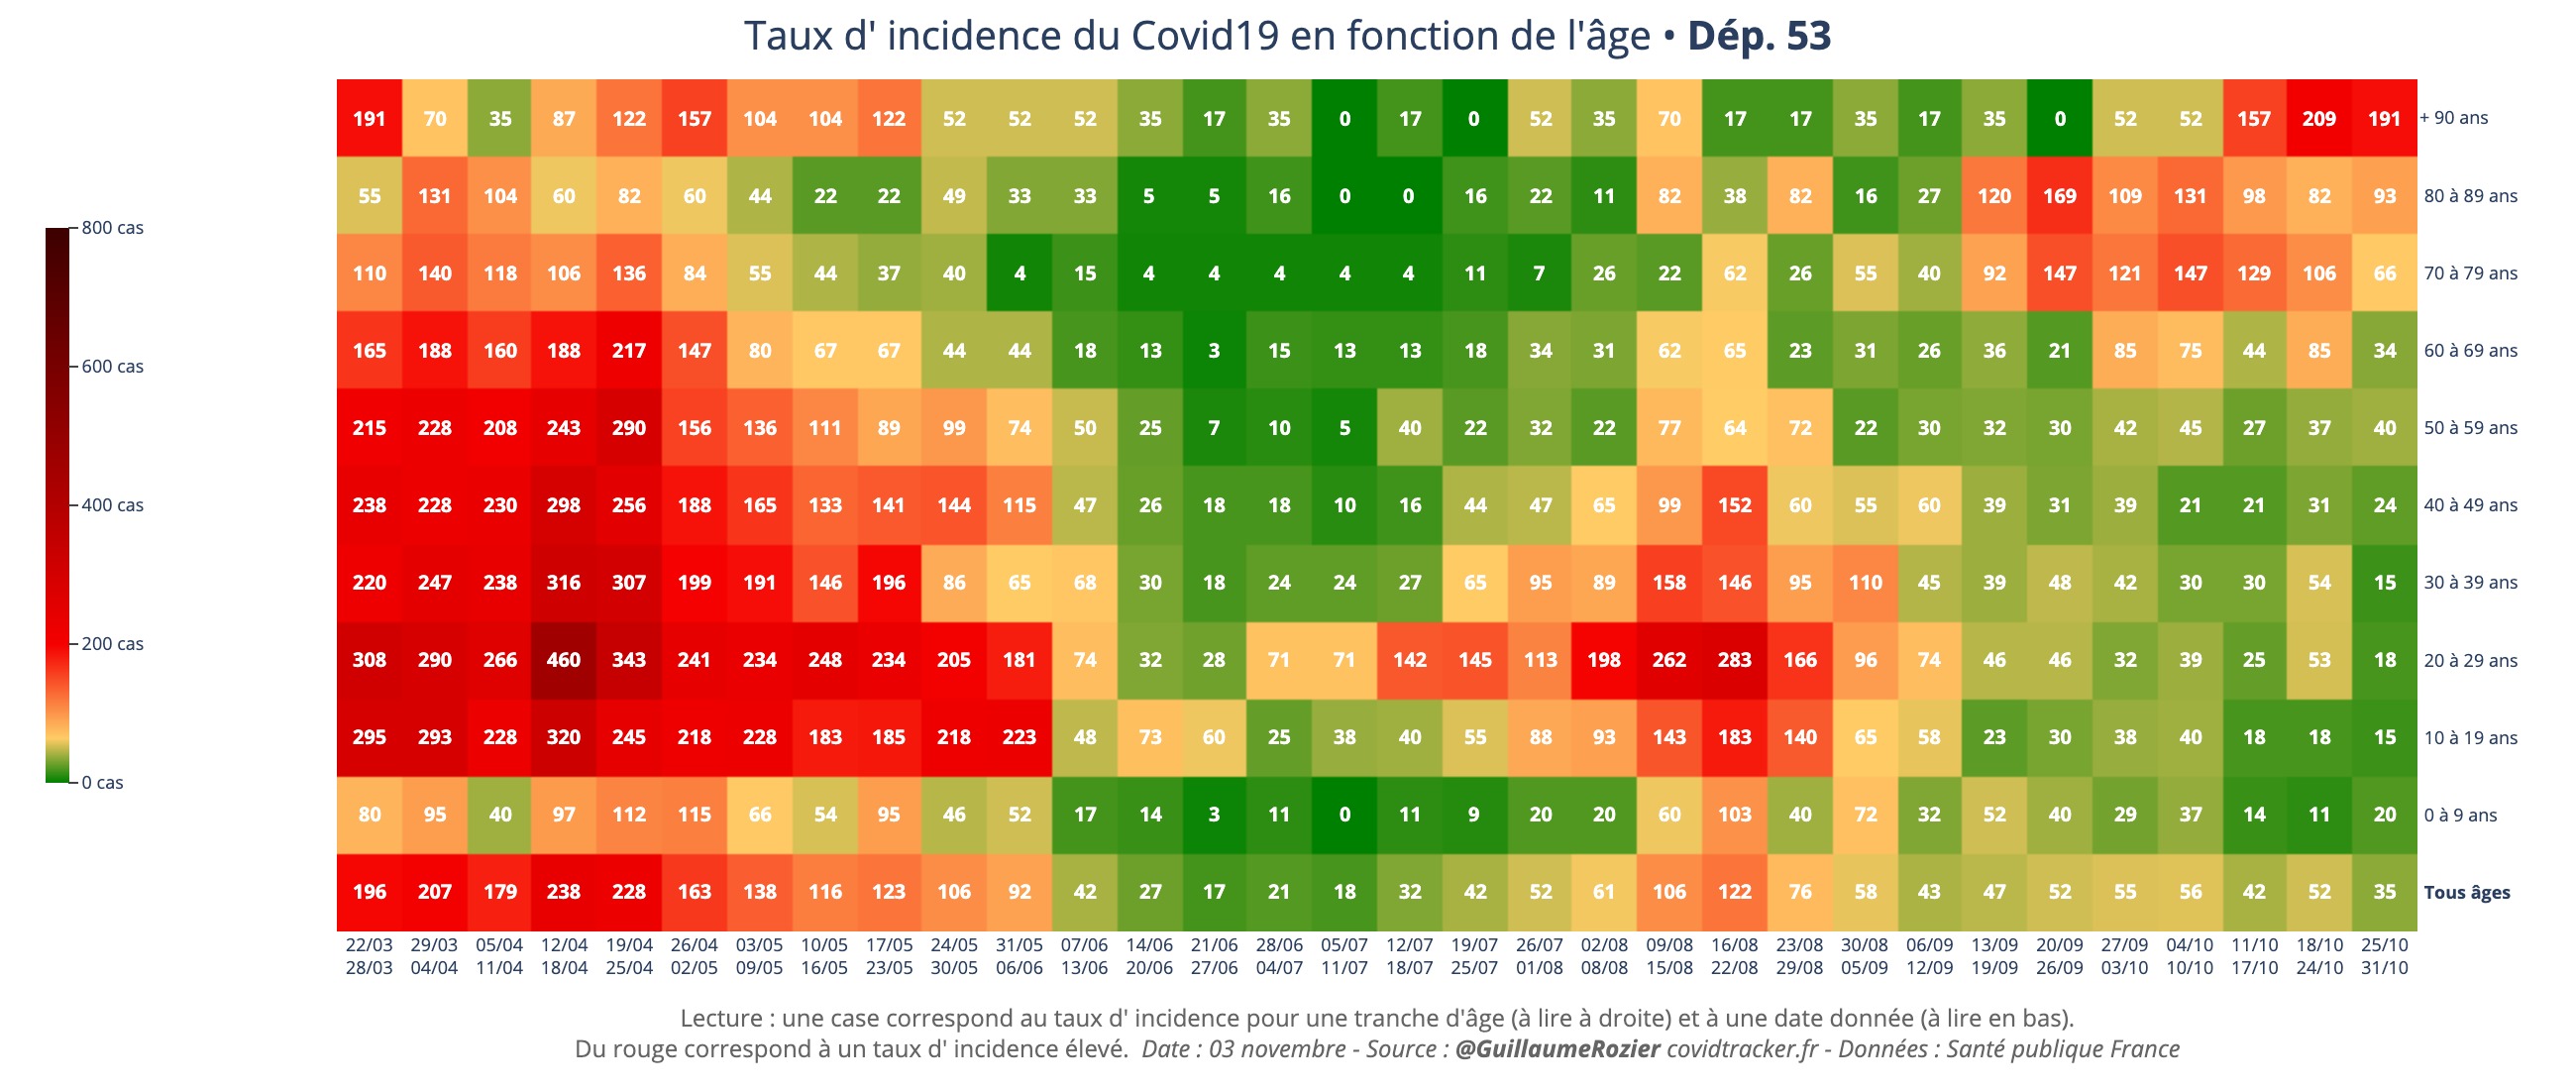 Taux d' incidence du Covid19 en fonction de l'âge • Dép. 53
191 70 35 87 122 157 104 104 122 52 52 52 35 17 35 0 17 0 52 35 70 17 17 35 17 35 0 52 52 157 209 191 + 90 ans
55 131 104 60 82 60 44 22 22 49 33 33 5 5 16 0 0 16 22 11 82 38 82 16 27 120 169 109 131 98 82 93 80 à 89 ans
110 140 118 106 136 84 55 44 37 40 4 15 4 4 4 4 4 11 7 26 22 62 26 55 40 92 147 121 147 129 106 66 70 à 79 ans
165 188 160 188 217 147 80 67 67 44 44 18 13 3 15 13 13 18 34 31 62 65 23 31 26 36 21 85 75 44 85 34 60 à 69 ans
215 228 208 243 290 156 136 111 89 99 74 50 25 7 10 5 40 22 32 22 77 64 72 22 30 32 30 42 45 27 37 40 50 à 59 ans
238 228 230 298 256 188 165 133 141 144 115 47 26 18 18 10 16 44 47 65 99 152 60 55 60 39 31 39 21 21 31 24 40 à 49 ans
220 247 238 316 307 199 191 146 196 86 65 68 30 18 24 24 27 65 95 89 158 146 95 110 45 39 48 42 30 30 54 15 30 à 39 ans
308 290 266 460 343 241 234 248 234 205 181 74 32 28 71 71 142 145 113 198 262 283 166 96 74 46 46 32 39 25 53 18 20 à 29 ans
295 293 228 320 245 218 228 183 185 218 223 48 73 60 25 38 40 55 88 93 143 183 140 65 58 23 30 38 40 18 18 15 10 à 19 ans
80 95 40 97 112 115 66 54 95 46 52 17 14 3 11 0 11 9 20 20 60 103 40 72 32 52 40 29 37 14 11 20 0 à 9 ans
196 207 179 238 228 163 138 116 123 106 92 42 27 17 21 18 32 42 52 61 106 122 76 58 43 47 52 55 56 42 52 35 Tous âges
22/03 29/03 05/04 12/04 19/04 26/04 03/05 10/05 17/05 24/05 31/05 07/06 14/06 21/06 28/06 05/07 12/07 19/07 26/07 02/08 09/08 16/08 23/08 30/08 06/09 13/09 20/09 27/09 04/10 11/10 18/10 25/10
28/03 04/04 11/04 18/04 25/04 02/05 09/05 16/05 23/05 30/05 06/06 13/06 20/06 27/06 04/07 11/07 18/07 25/07 01/08 08/08 15/08 22/08 29/08 05/09 12/09 19/09 26/09 03/10 10/10 17/10 24/10 31/10
800 cas
600 cas
400 cas
200 cas
0 cas
Lecture : une case correspond au taux d' incidence pour une tranche d'âge (à lire à droite) et à une date donnée (à lire en bas).
Du rouge correspond à un taux d' incidence élevé. Date : 03 novembre - Source : @GuillaumeRozier covidtracker.fr - Données : Santé publique France